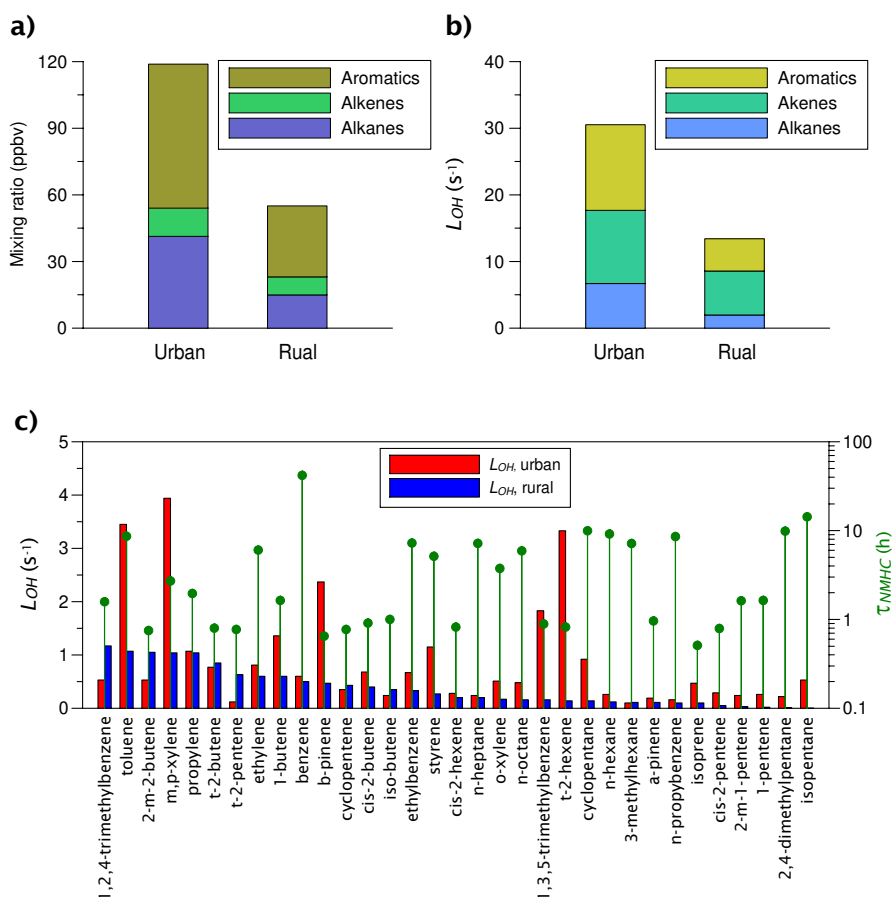 a)
Mixing ratio (ppbv)
120
90
60
30
0
Aromatics
Alkenes
Alkanes
Urban
Rual
b)
LOH (s-1)
40
30
20
10
0
Aromatics
Akenes
Alkanes
Urban
Rual
c)
LOH (s-1)
5
4
3
2
1
0
LOH, urban
LOH, rural
100
10
1
0.1
τNMHC (h)
1,2,4-trimethylbenzene
toluene
2-m-2-butene
m,p-xylene
propylene
t-2-butene
t-2-pentene
ethylene
1-butene
benzene
b-pinene
cyclopentene
cis-2-butene
iso-butene
ethylbenzene
styrene
cis-2-hexene
n-heptane
o-xylene
n-octane
1,3,5-trimethylbenzene
t-2-hexene
cyclopentane
n-hexane
3-methylhexane
a-pinene
n-propybenzene
isoprene
cis-2-pentene
2-m-1-pentene
1-pentene
2,4-dimethylpentane
isopentane